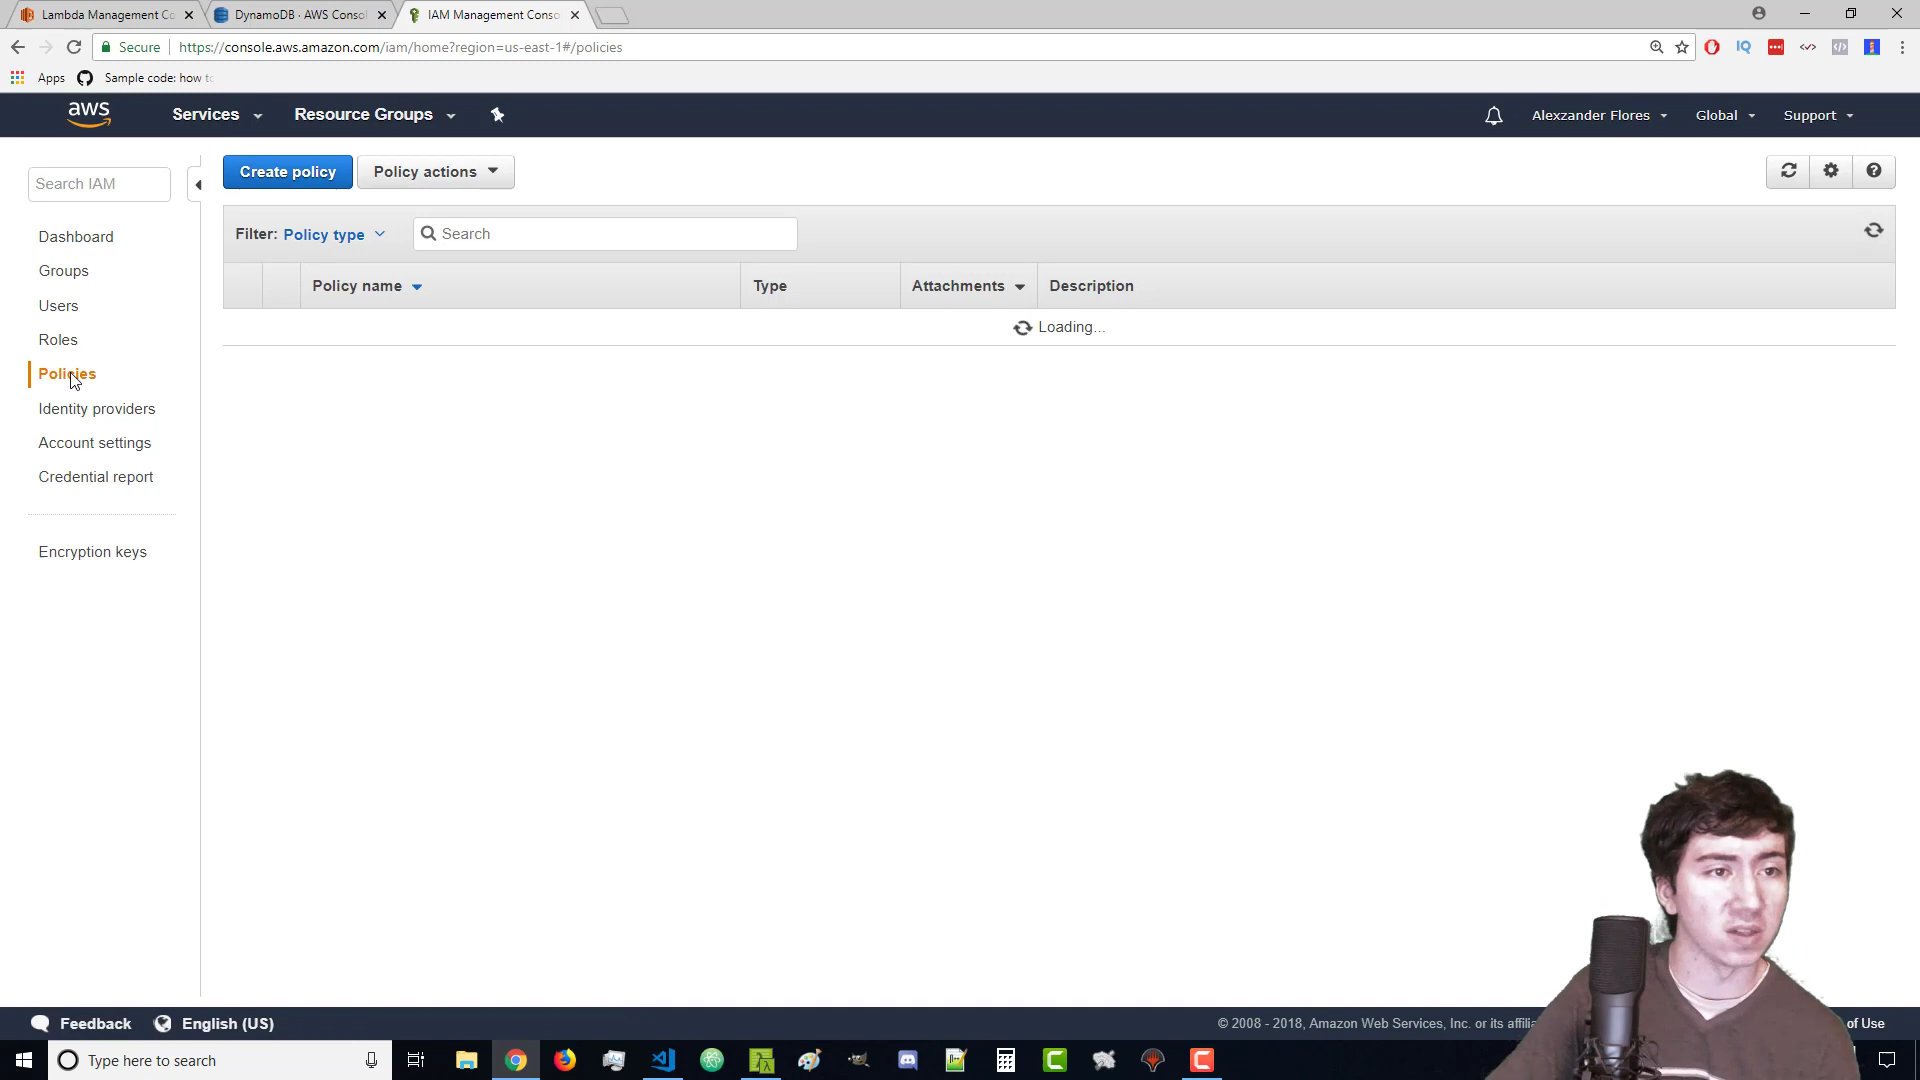 Lambda Management Co
DynamoDB · AWS Consol
IAM Management Conso
Secure
https://console.aws.amazon.com/iam/home?region=us-east-1#/policies
Apps
Sample code: how to
aws
Services
Resource Groups
Alexzander Flores
Global
Support
Search IAM
Create policy
Policy actions
Dashboard
Groups
Users
Roles
Policies
Identity providers
Account settings
Credential report
Encryption keys
Filter: Policy type
Search
Policy name
Type
Attachments
Description
Loading...
Feedback
English (US)
© 2008 - 2018, Amazon Web Services, Inc. or its affilia
of Use
Type here to search